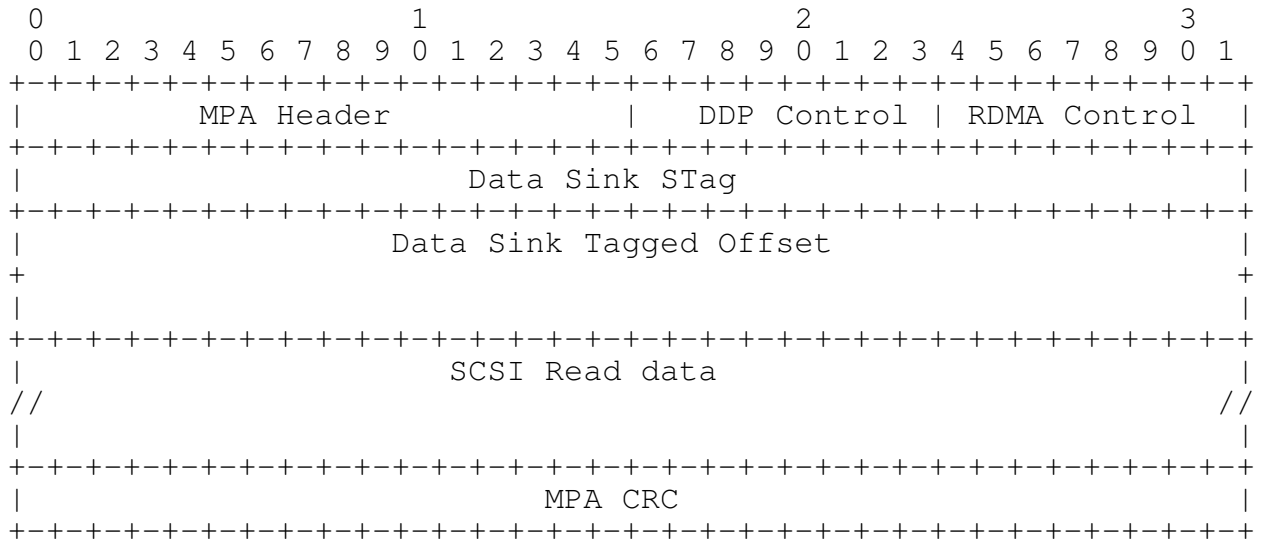 0                   1                   2                   3
 0 1 2 3 4 5 6 7 8 9 0 1 2 3 4 5 6 7 8 9 0 1 2 3 4 5 6 7 8 9 0 1
+-+-+-+-+-+-+-+-+-+-+-+-+-+-+-+-+-+-+-+-+-+-+-+-+-+-+-+-+-+-+-+-+
|         MPA Header            |   DDP Control | RDMA Control  |
+-+-+-+-+-+-+-+-+-+-+-+-+-+-+-+-+-+-+-+-+-+-+-+-+-+-+-+-+-+-+-+-+
|                       Data Sink STag                          |
+-+-+-+-+-+-+-+-+-+-+-+-+-+-+-+-+-+-+-+-+-+-+-+-+-+-+-+-+-+-+-+-+
|                   Data Sink Tagged Offset                     |
+                                                               +
|                                                               |
+-+-+-+-+-+-+-+-+-+-+-+-+-+-+-+-+-+-+-+-+-+-+-+-+-+-+-+-+-+-+-+-+
|                      SCSI Read data                           |
//                                                             //
|                                                               |
+-+-+-+-+-+-+-+-+-+-+-+-+-+-+-+-+-+-+-+-+-+-+-+-+-+-+-+-+-+-+-+-+
|                           MPA CRC                             |
+-+-+-+-+-+-+-+-+-+-+-+-+-+-+-+-+-+-+-+-+-+-+-+-+-+-+-+-+-+-+-+-+